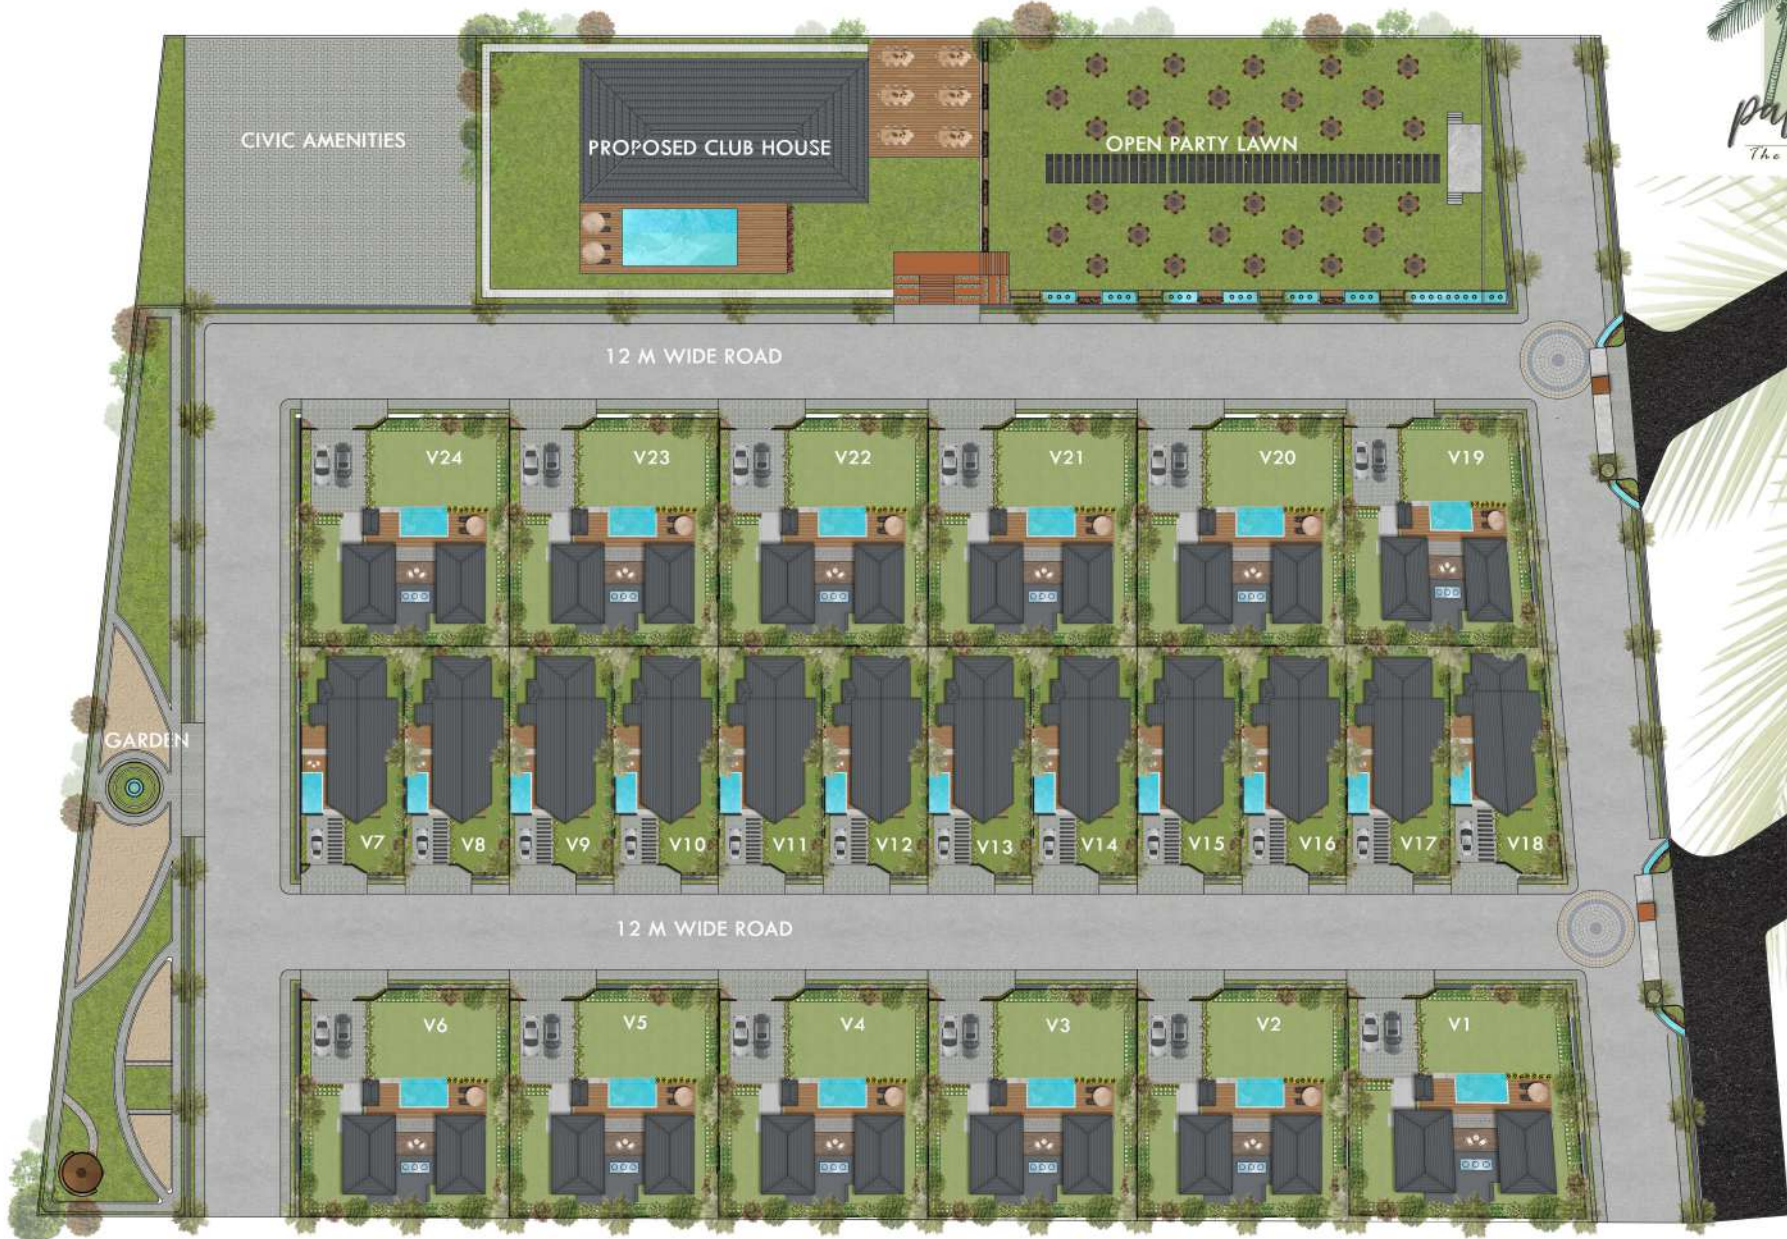 CIVIC AMENITIES
PROPOSED CLUB HOUSE
OPEN PARTY LAWN
The
12 M WIDE ROAD
V24
V23
V22
V21
V20
V19
GARDEN
V7
V8
V9
V10
V11
V12
V13
V14
V15
V16
V17
V18
12 M WIDE ROAD
V6
V5
V4
V3
V2
V1